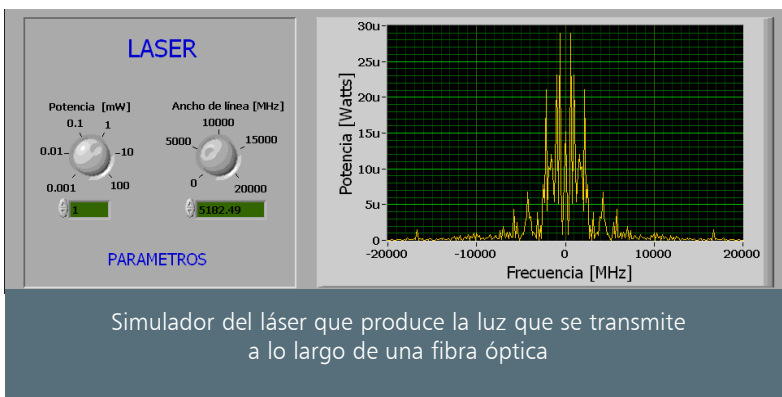 LASER
Potencia [mW]
0.1
1
0.01
10
0.001
100
1
Ancho de línea [MHz]
10000
5000
15000
0
20000
5182.49
PARAMETROS
Potencia [Watts]
30u
25u
20u
15u
10u
5u
0
-20000
-10000
0
10000
20000
Frecuencia [MHz]
Simulador del láser que produce la luz que se transmite
a lo largo de una fibra óptica